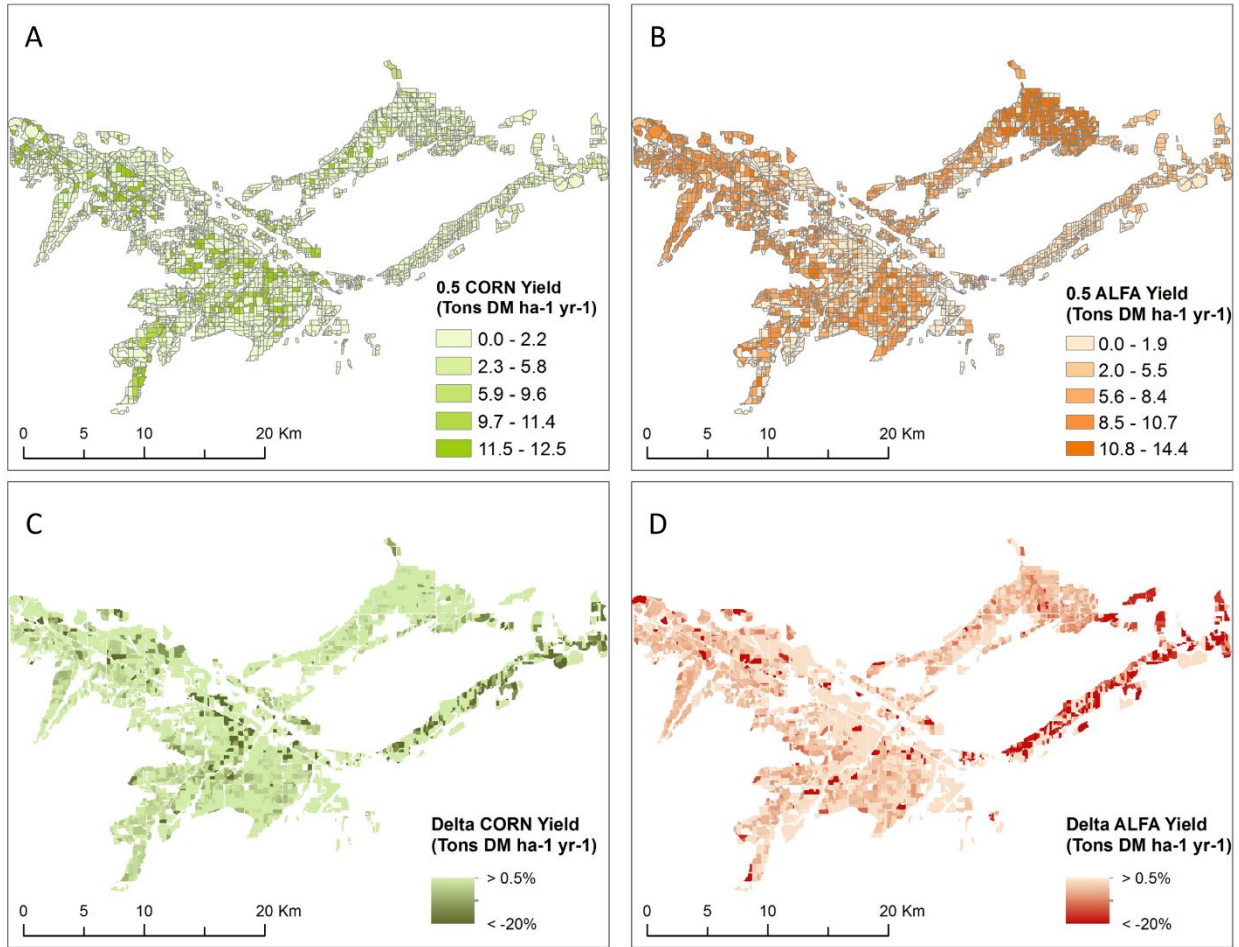 A
0.5 CORN Yield
(Tons DM ha-1 yr-1)
0.0 - 2.2
2.3 - 5.8
5.9 - 9.6
9.7 - 11.4
11.5 - 12.5
0 5 10 20 Km
B
0.5 ALFA Yield
(Tons DM ha-1 yr-1)
0.0 - 1.9
2.0 - 5.5
5.6 - 8.4
8.5 - 10.7
10.8 - 14.4
0 5 10 20 Km
C
Delta CORN Yield
(Tons DM ha-1 yr-1)
> 0.5%
< -20%
0 5 10 20 Km
D
Delta ALFA Yield
(Tons DM ha-1 yr-1)
> 0.5%
< -20%
0 5 10 20 Km